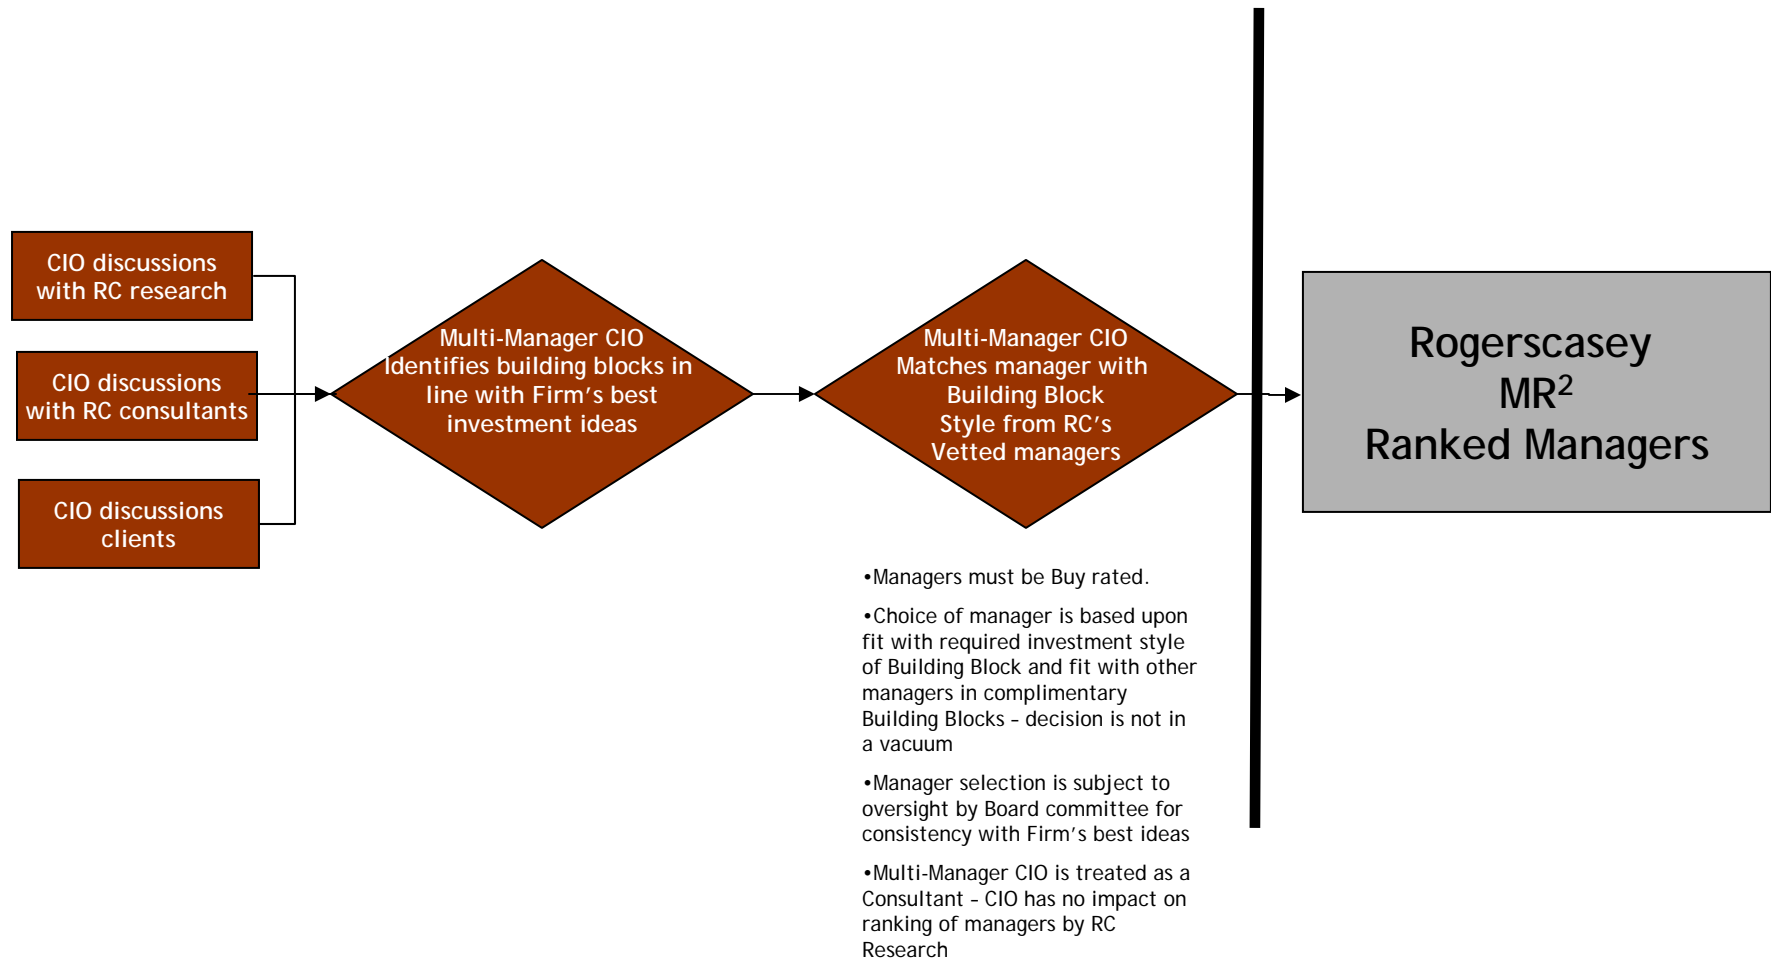 CIO discussions
with RC research
CIO discussions
with RC consultants
CIO discussions
clients
Multi-Manager CIO
Identifies building blocks in
line with Firm's best
investment ideas
Multi-Manager CIO
Matches manager with
Building Block
Style from RC's
Vetted managers
•Managers must be Buy rated.
•Choice of manager is based upon
fit with required investment style
of Building Block and fit with other
managers in complimentary
Building Blocks – decision is not in
a vacuum
•Manager selection is subject to
oversight by Board committee for
consistency with Firm's best ideas
•Multi-Manager CIO is treated as a
Consultant – CIO has no impact on
ranking of managers by RC
Research
Rogerscasey
MR²
Ranked Managers